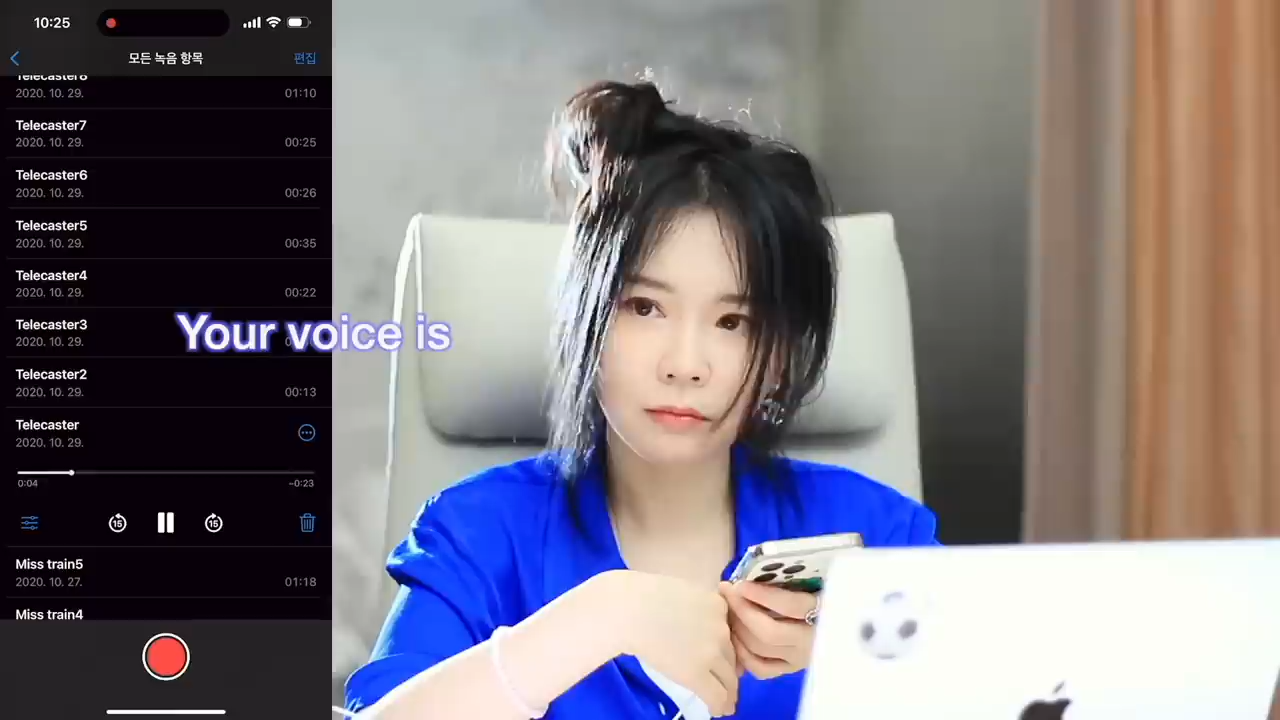 10:25
모든 녹음 항목
편집
Telecaster8
2020. 10. 29.
01:10
Telecaster7
2020. 10. 29.
00:25
Telecaster6
2020. 10. 29.
00:26
Telecaster5
2020. 10. 29.
00:35
Telecaster4
2020. 10. 29.
00:22
Telecaster3
2020. 10. 29.
Your voice is
Telecaster2
2020. 10. 29.
00:13
Telecaster
2020. 10. 29.
0:04
-0:23
15
15
Miss train5
2020. 10. 27.
01:18
Miss train4